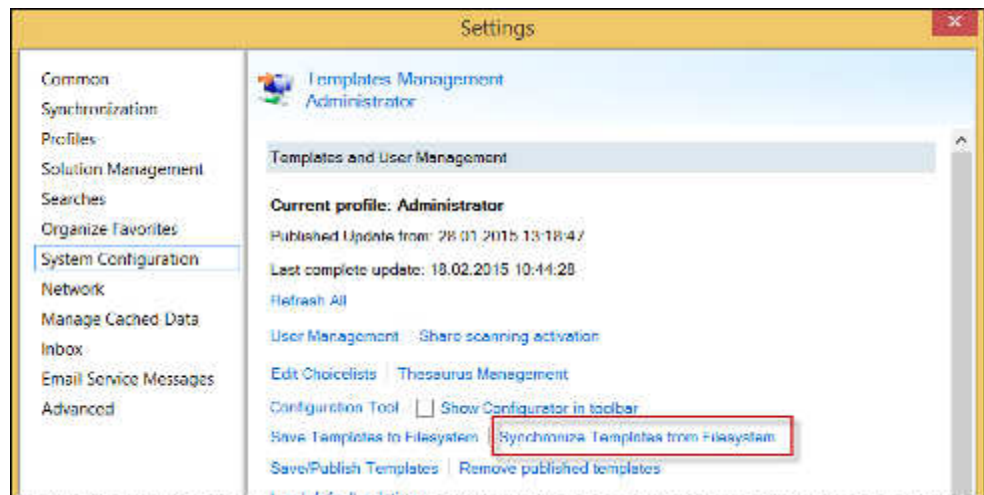 Settings
Common
Synchronization
Profiles
Solution Management
Searches
Organize Favorites
System Configuration
Network
Manage Cached Data
Inbox
Email Service Messages
Advanced
Templates Management
Administrator
Templates and User Management
Current profile: Administrator
Published Update from: 28.01.2015 13:18:47
Last complete update: 18.02.2015 10:44:28
Refresh All
User Management | Share scanning activation
Edit Choicelists | Thesaurus Management
Configuration Tool Show Configurator in toolbar
Save Templates to Filesystem | Synchronize Templates from Filesystem
Save/Publish Templates | Remove published templates